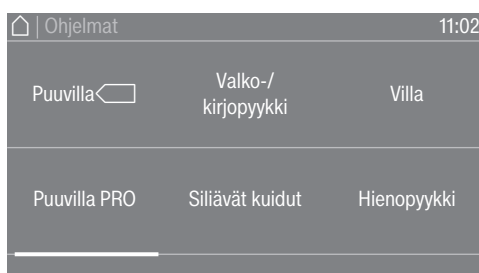 | Ohjelmat 11:02
Puuvilla Valko-/ Villa
kirjopyykki
Puuvilla PRO Siliävät kuidut Hienopyykki